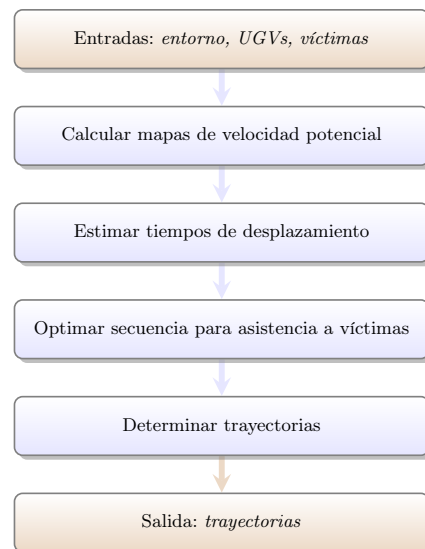 Entradas: entorno, UGVs, víctimas
Calcular mapas de velocidad potencial
Estimar tiempos de desplazamiento
Optimar secuencia para asistencia a víctimas
Determinar trayectorias
Salida: trayectorias